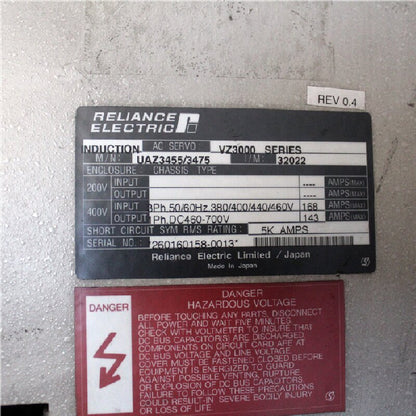 REV 0.4
RELIANCE
ELECTRIC
INDUCTION AC SERVO VZ3000 SERIES
M/N: UAZ3455/3475 I/M: 32022
ENCLOSURE: CHASSIS TYPE
200V INPUT ---- AMPS(MAX)
OUTPUT ---- AMPS(MAX)
400V INPUT 3Ph 50/60Hz 380/400/440/460V 168 AMPS(MAX)
OUTPUT 1Ph DC460-700V 143 AMPS(MAX)
SHORT CIRCUIT SYM RMS RATING: 5K AMPS
SERIAL NO.: 7260160158-0013
Reliance Electric Limited / Japan
Made in Japan
DANGER
DANGER
HAZARDOUS VOLTAGE
BEFORE TOUCHING ANY PARTS, DISCONNECT
ALL POWER AND WAIT FIVE MINUTES
CHECK WITH VOLTMETER TO INSURE THAT
DC BUS CAPACITORS ARE DISCHARGED
COMPONENTS ON CIRCUIT CARD ARE AT
DC BUS VOLTAGE AND LINE VOLTAGE
COVER MUST BE FASTENED CLOSED BEFORE
EQUIPMENT IS ENERGIZED TO GUARD
AGAINST POSSIBLE VENTING, RUPTURE
OR EXPLOSION OF DC BUS CAPACITORS
FAILURE TO FOLLOW THESE PRECAUTIONS
COULD RESULT IN SEVERE BODILY INJURY
OR LOSS OF LIFE